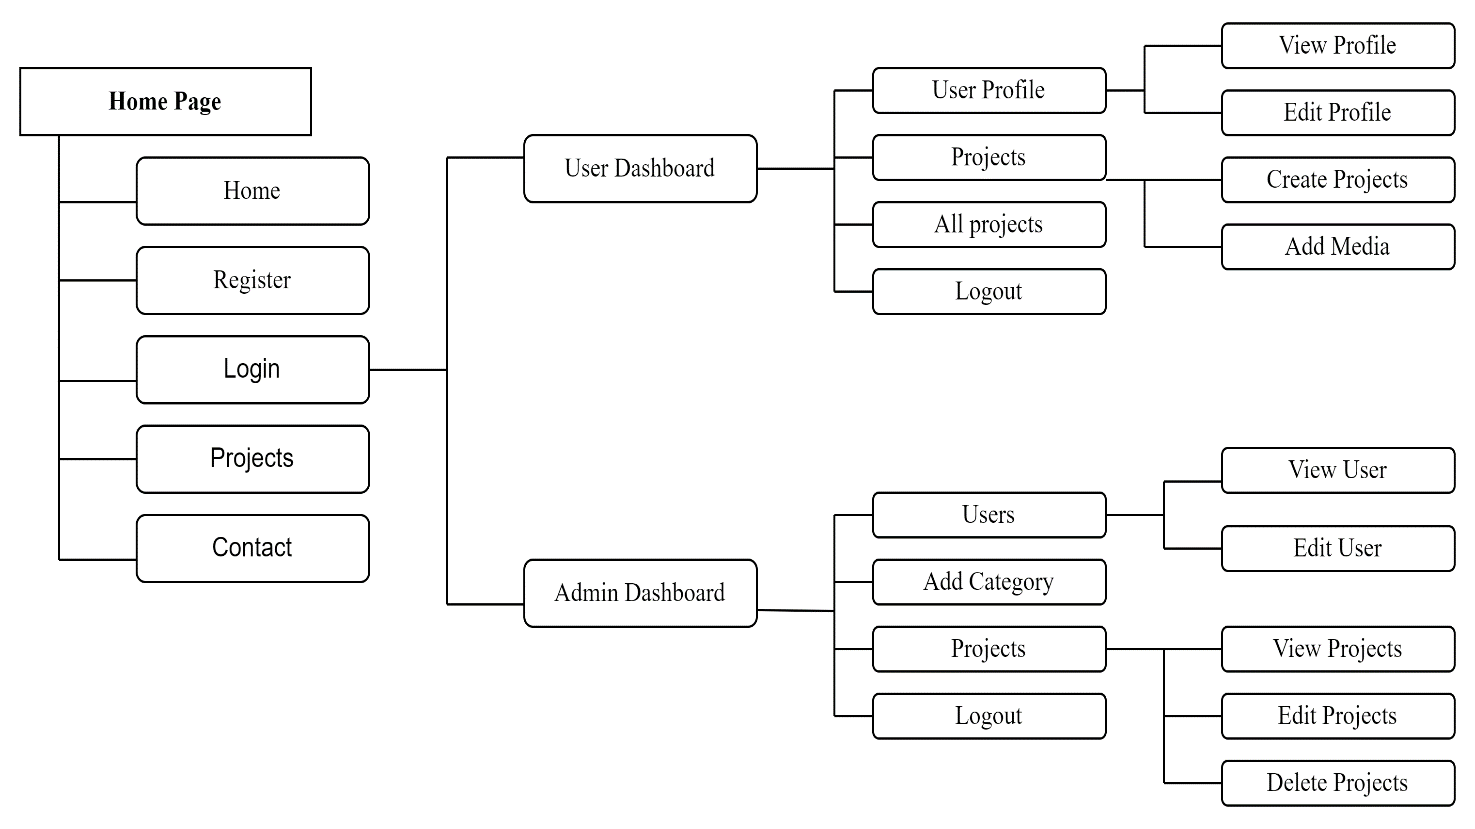 Home Page
Home
Register
Login
Projects
Contact
User Dashboard
User Profile
Projects
All projects
Logout
View Profile
Edit Profile
Create Projects
Add Media
Admin Dashboard
Users
Add Category
Projects
Logout
View User
Edit User
View Projects
Edit Projects
Delete Projects